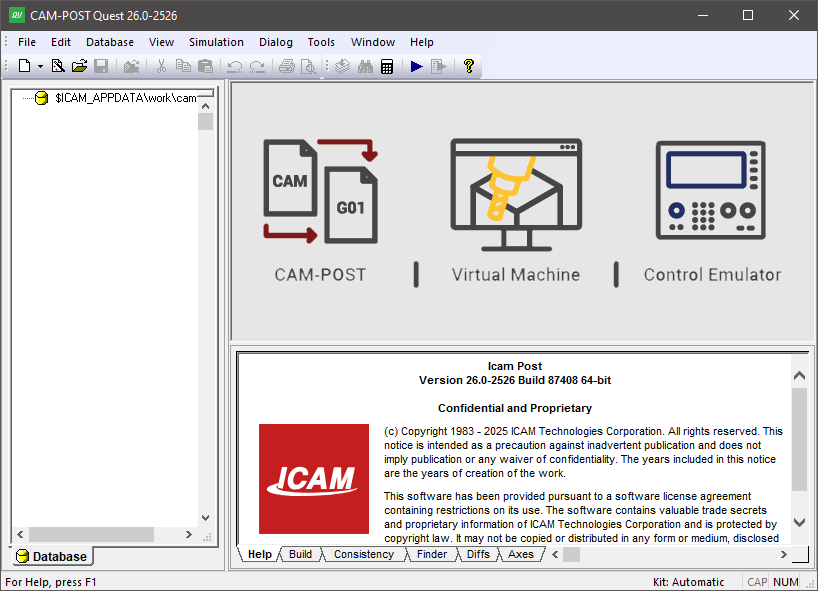 CAM-POST Quest 26.0-2526
File Edit Database View Simulation Dialog Tools Window Help
$ICAM_APPDATA\work\cam
CAM
G01
CAM-POST | Virtual Machine | Control Emulator
Icam Post
Version 26.0-2526 Build 87408 64-bit
Confidential and Proprietary
ICAM
(c) Copyright 1983 - 2025 ICAM Technologies Corporation. All rights reserved. This
notice is intended as a precaution against inadvertent publication and does not
imply publication or any waiver of confidentiality. The years included in this notice
are the years of creation of the work.
This software has been provided pursuant to a software license agreement
containing restrictions on its use. The software contains valuable trade secrets
and proprietary information of ICAM Technologies Corporation and is protected by
copyright law. It may not be copied or distributed in any form or medium, disclosed
Database
Help Build Consistency Finder Diffs Axes
For Help, press F1
Kit: Automatic CAP NUM